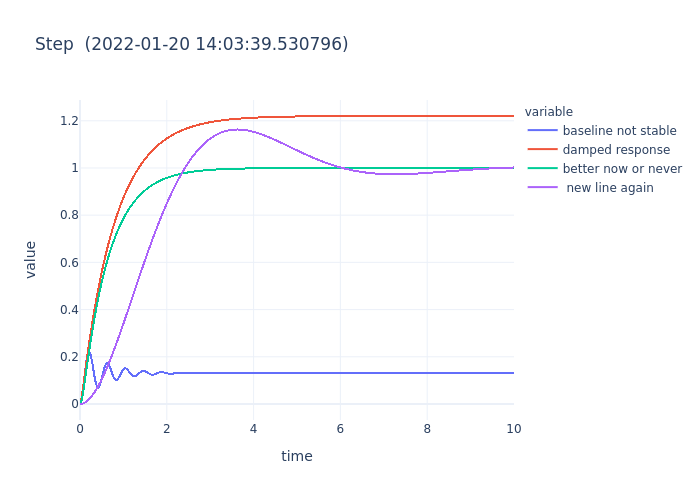 Step  (2022-01-20 14:03:39.530796)
variable
baseline not stable
damped response
better now or never
new line again
value
1.2
1
0.8
0.6
0.4
0.2
0
0 2 4 6 8 10
time